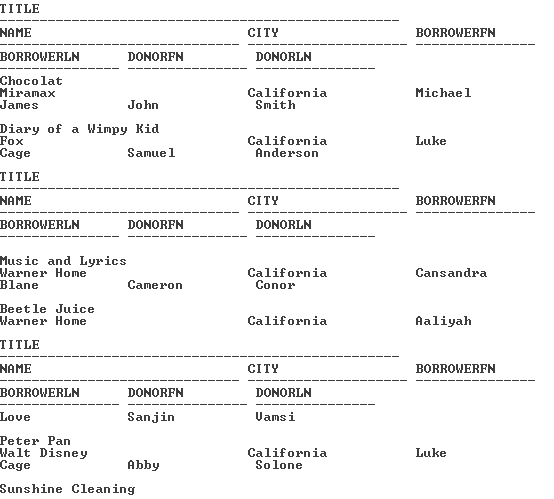 TITLE
NAME CITY BORROWERFN
BORROWERLN DONORFN DONORLN
Chocolat
Miramax California Michael
James John Smith
Diary of a Wimpy Kid
Fox California Luke
Cage Samuel Anderson
TITLE
NAME CITY BORROWERFN
BORROWERLN DONORFN DONORLN
Music and Lyrics
Warner Home California Cansandra
Blane Cameron Conor
Beetle Juice
Warner Home California Aaliyah
TITLE
NAME CITY BORROWERFN
BORROWERLN DONORFN DONORLN
Love Sanjin Vamsi
Peter Pan
Walt Disney California Luke
Cage Abby Solone
Sunshine Cleaning